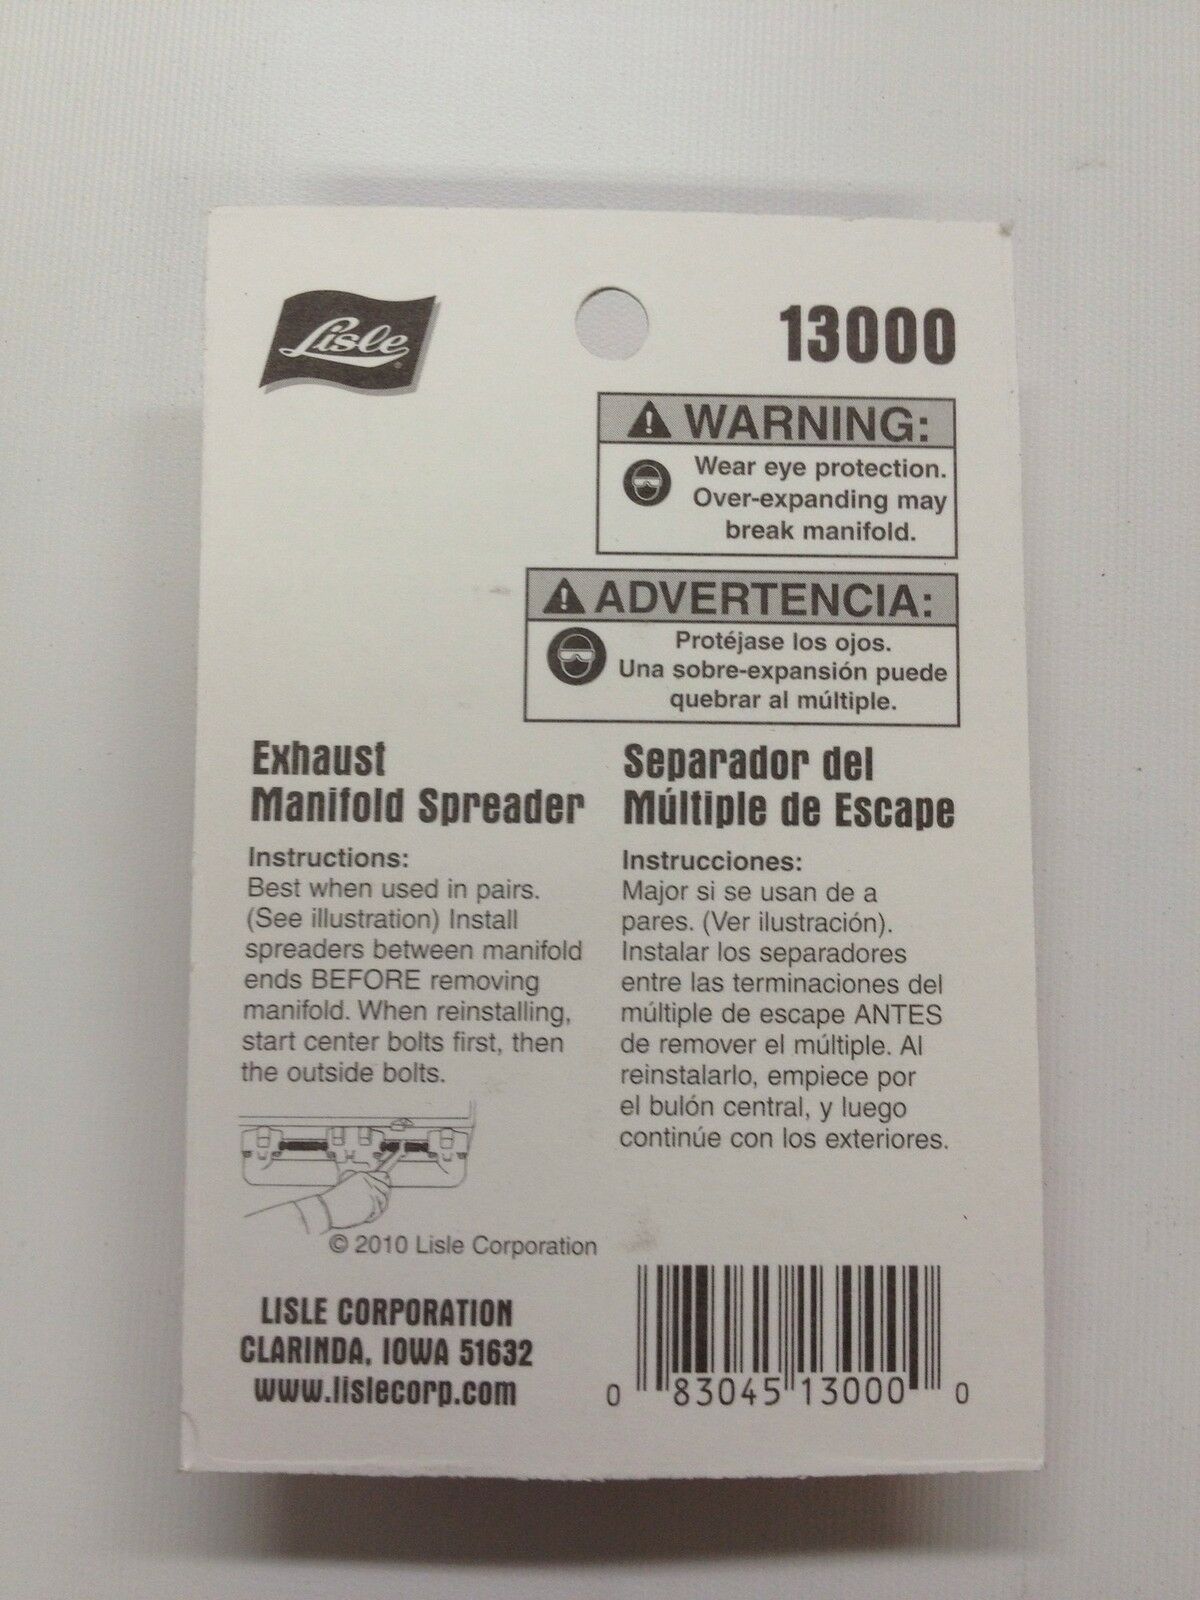 Lisle
13000
WARNING:
Wear eye protection.
Over-expanding may
break manifold.
ADVERTENCIA:
Protéjase los ojos.
Una sobre-expansión puede
quebrar al múltiple.
Exhaust
Manifold Spreader
Instructions:
Best when used in pairs.
(See illustration) Install
spreaders between manifold
ends BEFORE removing
manifold. When reinstalling,
start center bolts first, then
the outside bolts.
© 2010 Lisle Corporation
Separador del
Múltiple de Escape
Instrucciones:
Major si se usan de a
pares. (Ver ilustración).
Instalar los separadores
entre las terminaciones del
múltiple de escape ANTES
de remover el múltiple. Al
reinstalarlo, empiece por
el bulón central, y luego
continúe con los exteriores.
LISLE CORPORATION
CLARINDA, IOWA 51632
www.lislecorp.com
0 83045 13000 0